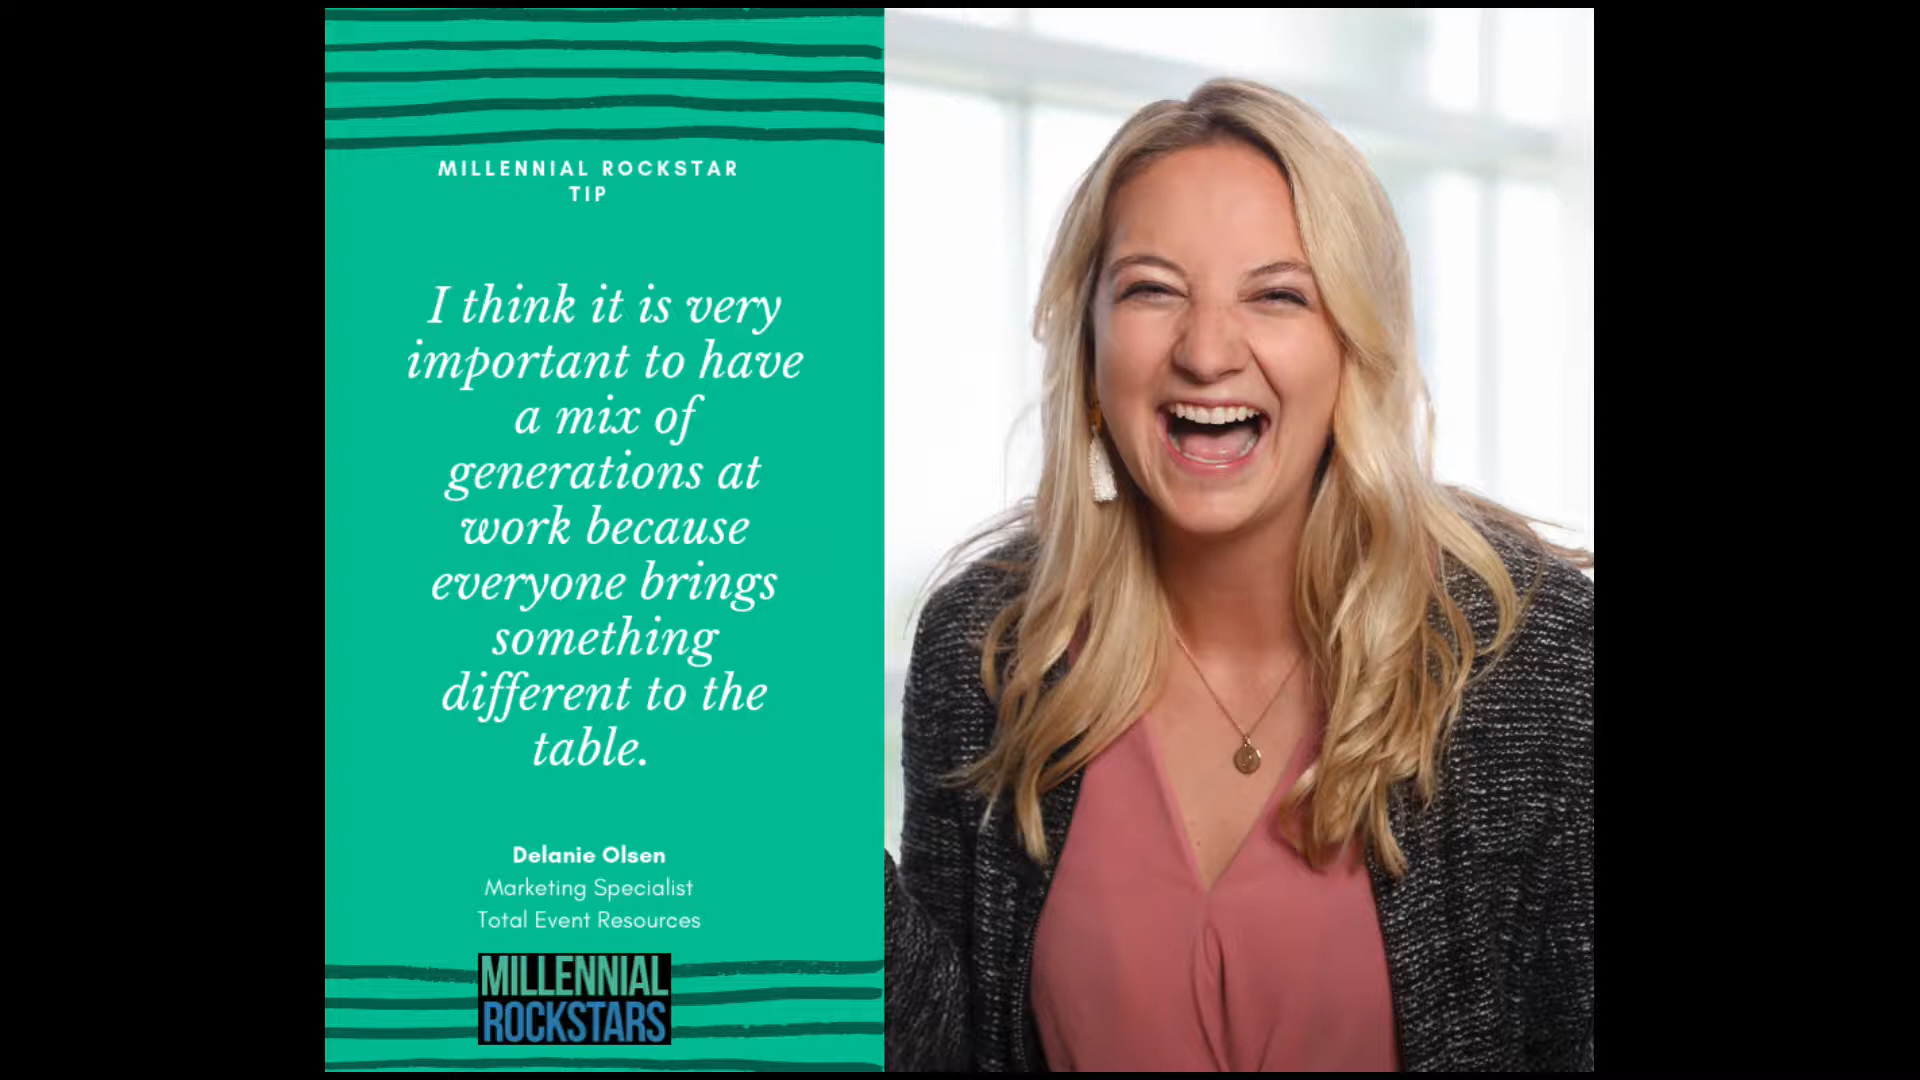 MILLENNIAL ROCKSTAR
TIP
I think it is very
important to have
a mix of
generations at
work because
everyone brings
something
different to the
table.
Delanie Olsen
Marketing Specialist
Total Event Resources
MILLENNIAL
ROCKSTARS